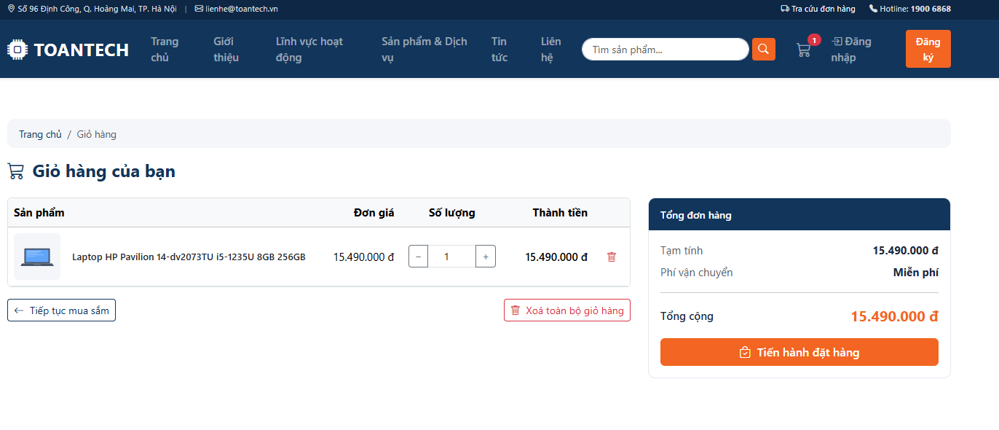 Số 96 Định Công, Q. Hoàng Mai, TP. Hà Nội | lienhe@toantech.vn Tra cứu đơn hàng Hotline: 1900 6868
TOANTECH
Trang chủ
Giới thiệu
Lĩnh vực hoạt động
Sản phẩm & Dịch vụ
Tin tức
Liên hệ
Tìm sản phẩm...
1
Đăng nhập
Đăng ký
Trang chủ / Giỏ hàng
Giỏ hàng của bạn
Sản phẩm Đơn giá Số lượng Thành tiền
Laptop HP Pavilion 14-dv2073TU i5-1235U 8GB 256GB 15.490.000 đ − 1 + 15.490.000 đ
← Tiếp tục mua sắm
Xoá toàn bộ giỏ hàng
Tổng đơn hàng
Tạm tính 15.490.000 đ
Phí vận chuyển Miễn phí
Tổng cộng 15.490.000 đ
Tiến hành đặt hàng